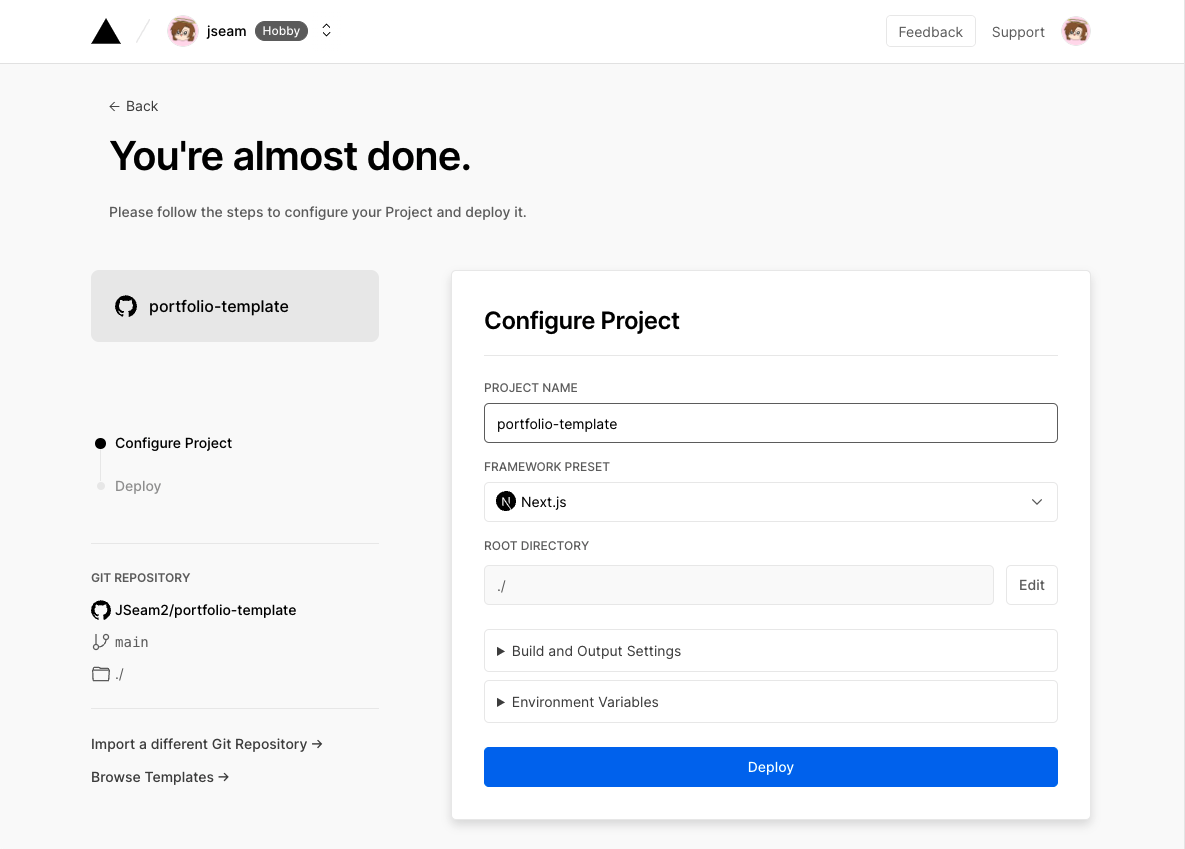 jseam Hobby
Feedback Support
← Back
You're almost done.
Please follow the steps to configure your Project and deploy it.
portfolio-template
Configure Project
Deploy
GIT REPOSITORY
JSeam2/portfolio-template
main
./
Import a different Git Repository →
Browse Templates →
Configure Project
PROJECT NAME
portfolio-template
FRAMEWORK PRESET
N Next.js
ROOT DIRECTORY
./ Edit
Build and Output Settings
Environment Variables
Deploy